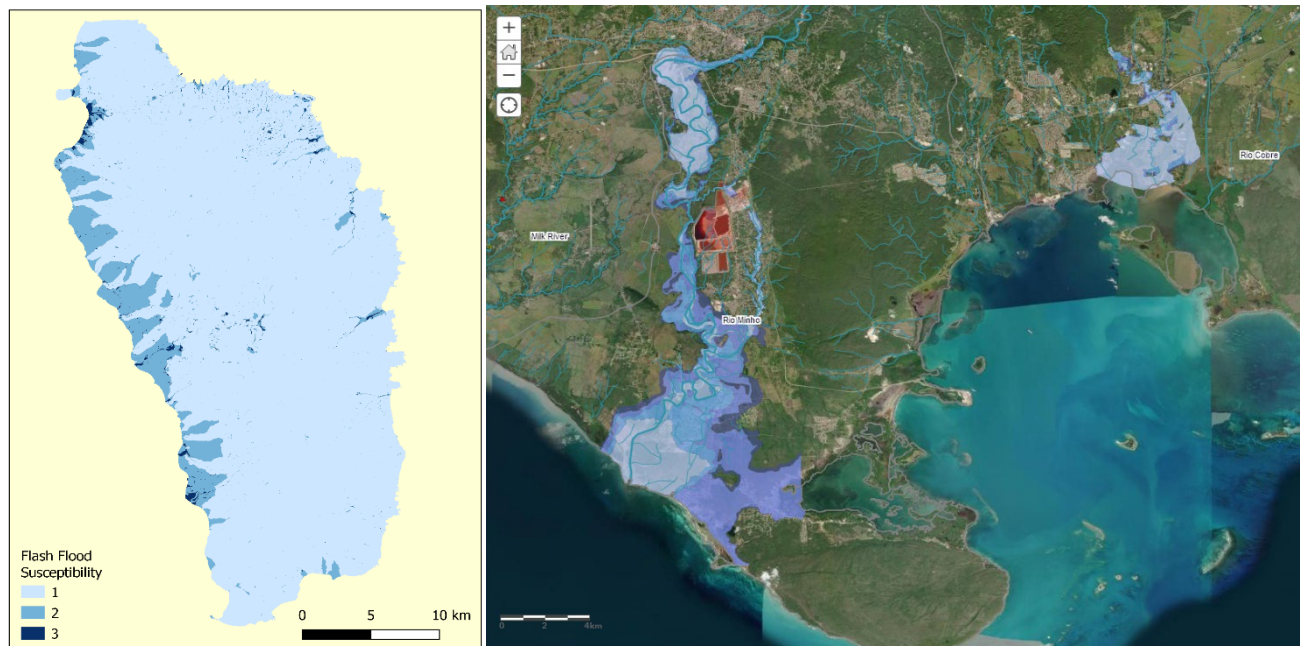 Flash Flood
Susceptibility
1
2
3
0 5 10 km
+
−
Rio Cobre
Milk River
Rio Minho
0 2 4km